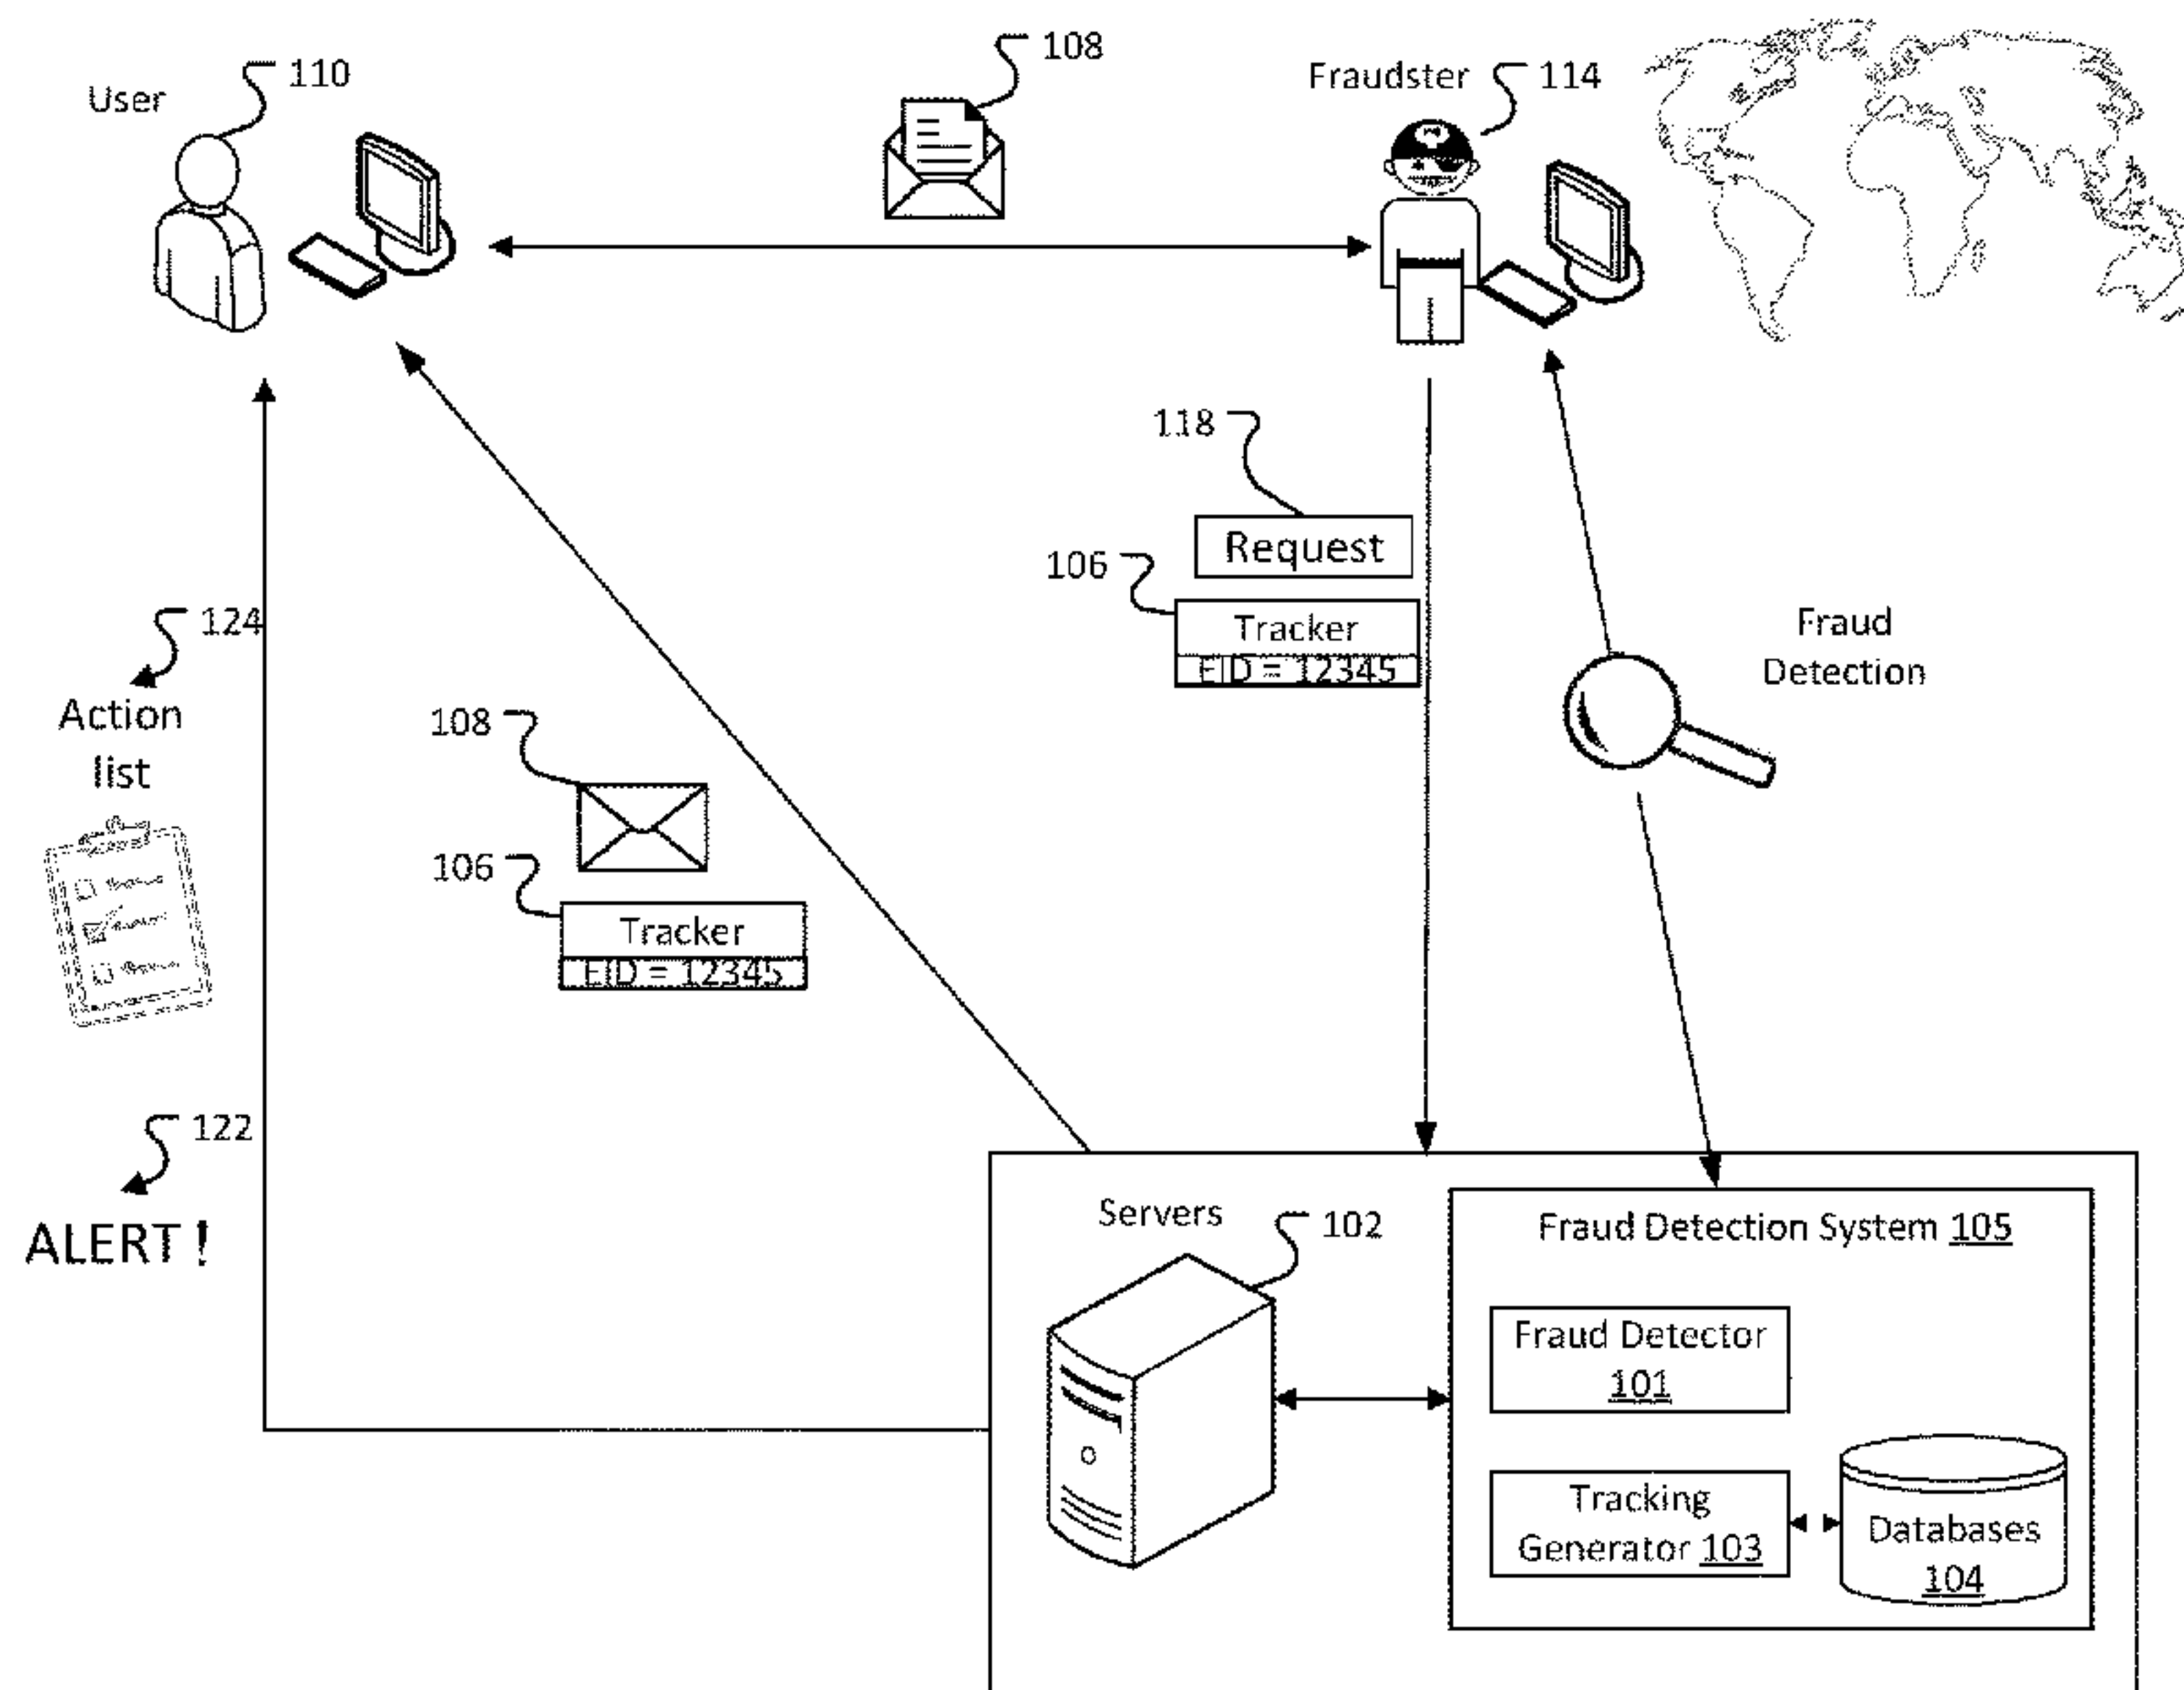 108
Fraudster
114
User
110
118
Request
106
Tracker
EID = 12345
Fraud
Detection
124
Action
list
108
106
Tracker
EID = 12345
122
ALERT !
Servers
102
Fraud Detection System 105
Fraud Detector
101
Tracking
Generator 103
Databases
104